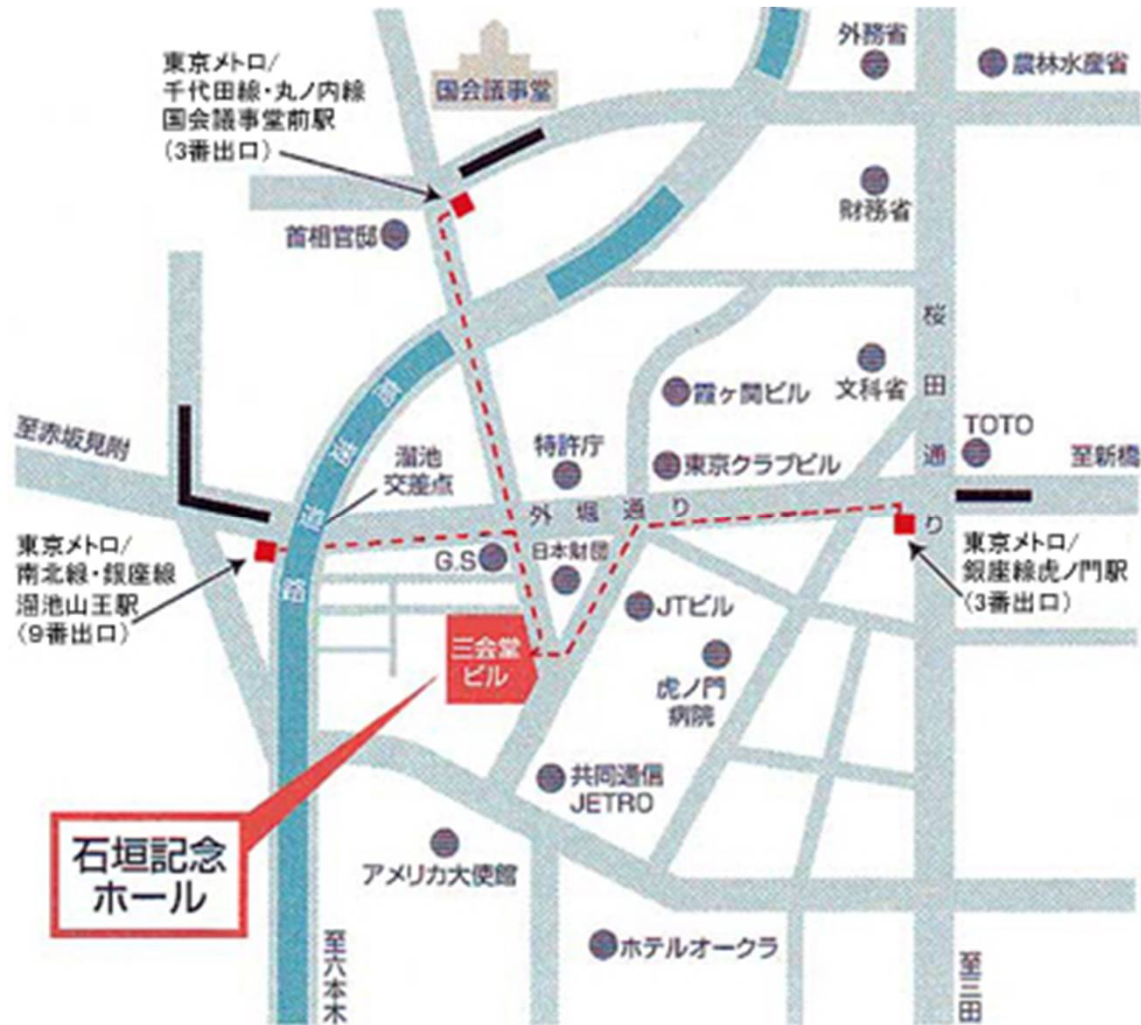 東京メトロ/
千代田線・丸ノ内線
国会議事堂前駅
(3番出口)
国会議事堂
外務省
農林水産省
首相官邸
財務省
桜田通り
霞ヶ関ビル
文科省
TOTO
至新橋
至赤坂見附
溜池
交差点
特許庁
東京クラブビル
外堀通り
東京メトロ/
南北線・銀座線
溜池山王駅
(9番出口)
G.S
日本財団
東京メトロ/
銀座線虎ノ門駅
(3番出口)
JTビル
三会堂
ビル
虎ノ門
病院
共同通信
JETRO
石垣記念
ホール
アメリカ大使館
ホテルオークラ
至六本木
至三田